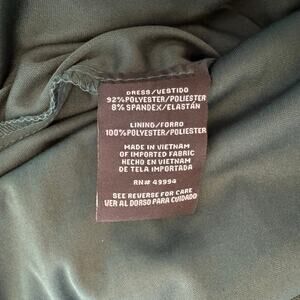 DRESS/VESTIDO
92%POLYESTER/POLIESTER
8% SPANDEX/ELASTÁN
LINING/FORRO
100%POLYESTER/POLIESTER
MADE IN VIETNAM
OF IMPORTED FABRIC
HECHO EN VIETNAM
DE TELA IMPORTADA
RN# 49994
SEE REVERSE FOR CARE
VER AL DORSO PARA CUIDADO